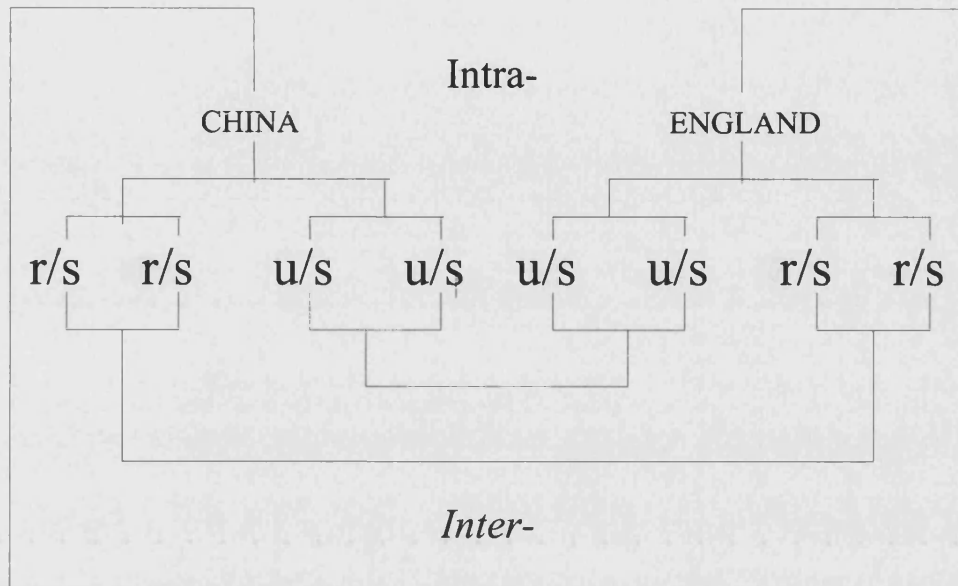 Intra-
CHINA ENGLAND
r/s r/s u/s u/s u/s u/s r/s r/s
Inter-